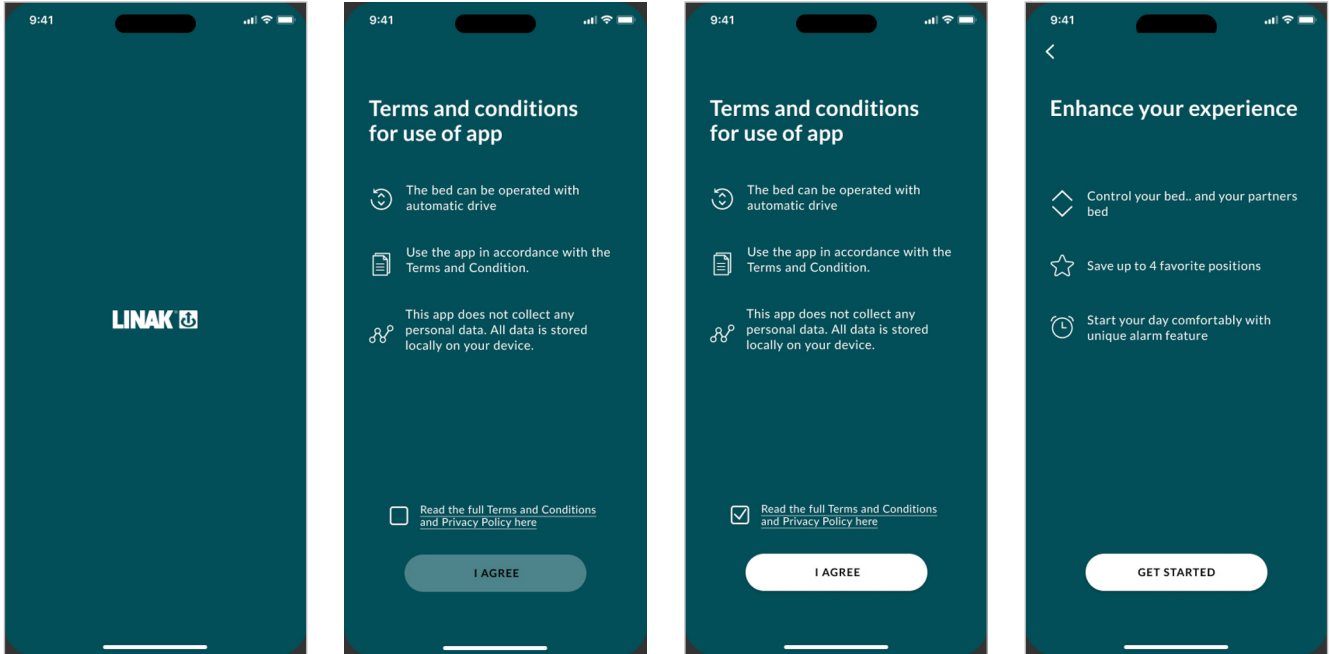 9:41
LINAK
9:41
Terms and conditions
for use of app
The bed can be operated with
automatic drive
Use the app in accordance with the
Terms and Condition.
This app does not collect any
personal data. All data is stored
locally on your device.
Read the full Terms and Conditions
and Privacy Policy here
I AGREE
9:41
Terms and conditions
for use of app
The bed can be operated with
automatic drive
Use the app in accordance with the
Terms and Condition.
This app does not collect any
personal data. All data is stored
locally on your device.
Read the full Terms and Conditions
and Privacy Policy here
I AGREE
9:41
Enhance your experience
Control your bed.. and your partners
bed
Save up to 4 favorite positions
Start your day comfortably with
unique alarm feature
GET STARTED